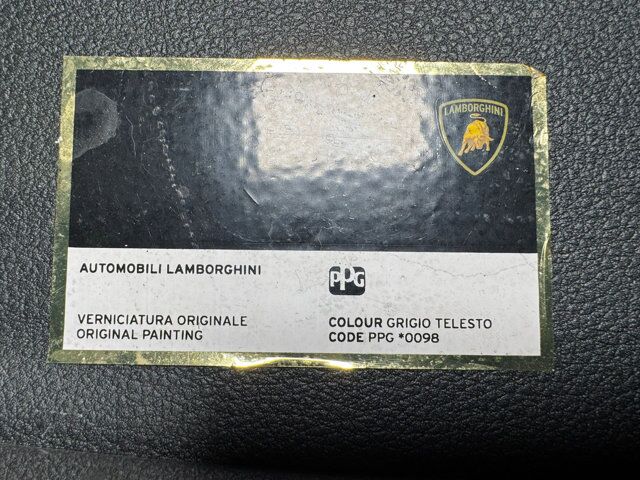 LAMBORGHINI
AUTOMOBILI LAMBORGHINI
PPG
VERNICIATURA ORIGINALE
ORIGINAL PAINTING
COLOUR GRIGIO TELESTO
CODE PPG *0098